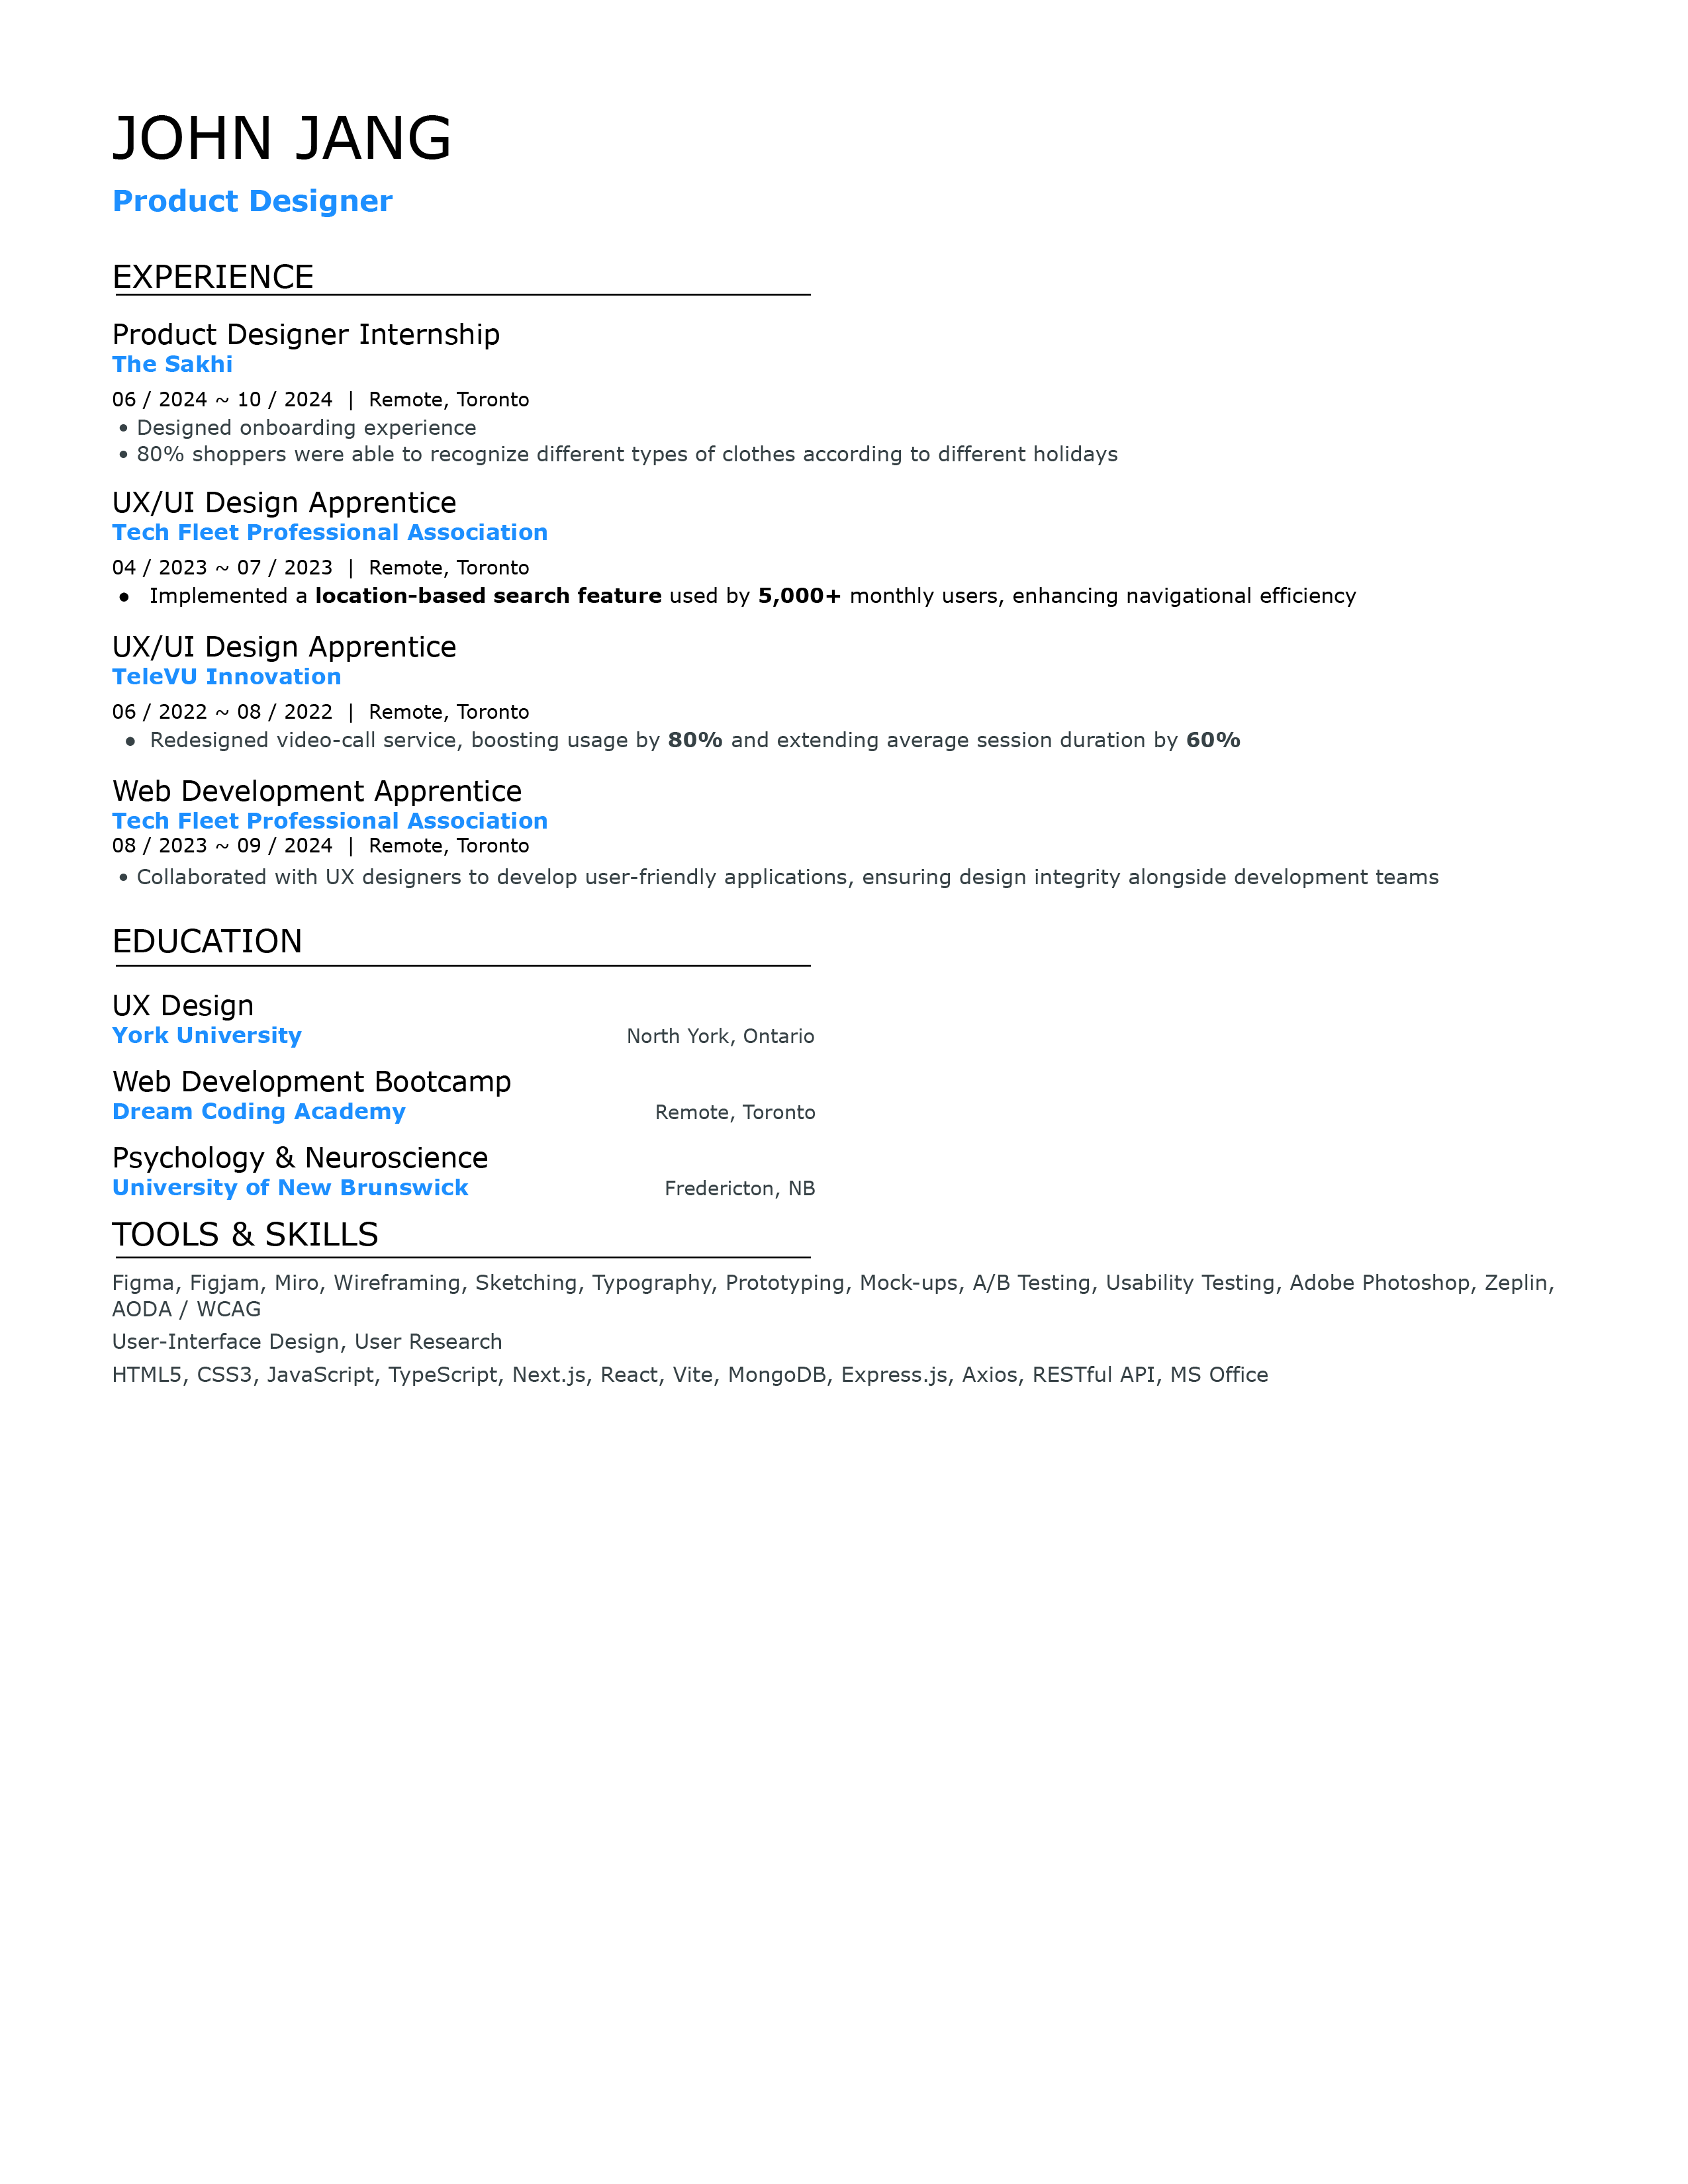 JOHN JANG
Product Designer
EXPERIENCE
Product Designer Internship
The Sakhi
06 / 2024 ~ 10 / 2024 | Remote, Toronto
• Designed onboarding experience
• 80% shoppers were able to recognize different types of clothes according to different holidays
UX/UI Design Apprentice
Tech Fleet Professional Association
04 / 2023 ~ 07 / 2023 | Remote, Toronto
● Implemented a location-based search feature used by 5,000+ monthly users, enhancing navigational efficiency
UX/UI Design Apprentice
TeleVU Innovation
06 / 2022 ~ 08 / 2022 | Remote, Toronto
● Redesigned video-call service, boosting usage by 80% and extending average session duration by 60%
Web Development Apprentice
Tech Fleet Professional Association
08 / 2023 ~ 09 / 2024 | Remote, Toronto
• Collaborated with UX designers to develop user-friendly applications, ensuring design integrity alongside development teams
EDUCATION
UX Design
York University North York, Ontario
Web Development Bootcamp
Dream Coding Academy Remote, Toronto
Psychology & Neuroscience
University of New Brunswick Fredericton, NB
TOOLS & SKILLS
Figma, Figjam, Miro, Wireframing, Sketching, Typography, Prototyping, Mock-ups, A/B Testing, Usability Testing, Adobe Photoshop, Zeplin,
AODA / WCAG
User-Interface Design, User Research
HTML5, CSS3, JavaScript, TypeScript, Next.js, React, Vite, MongoDB, Express.js, Axios, RESTful API, MS Office